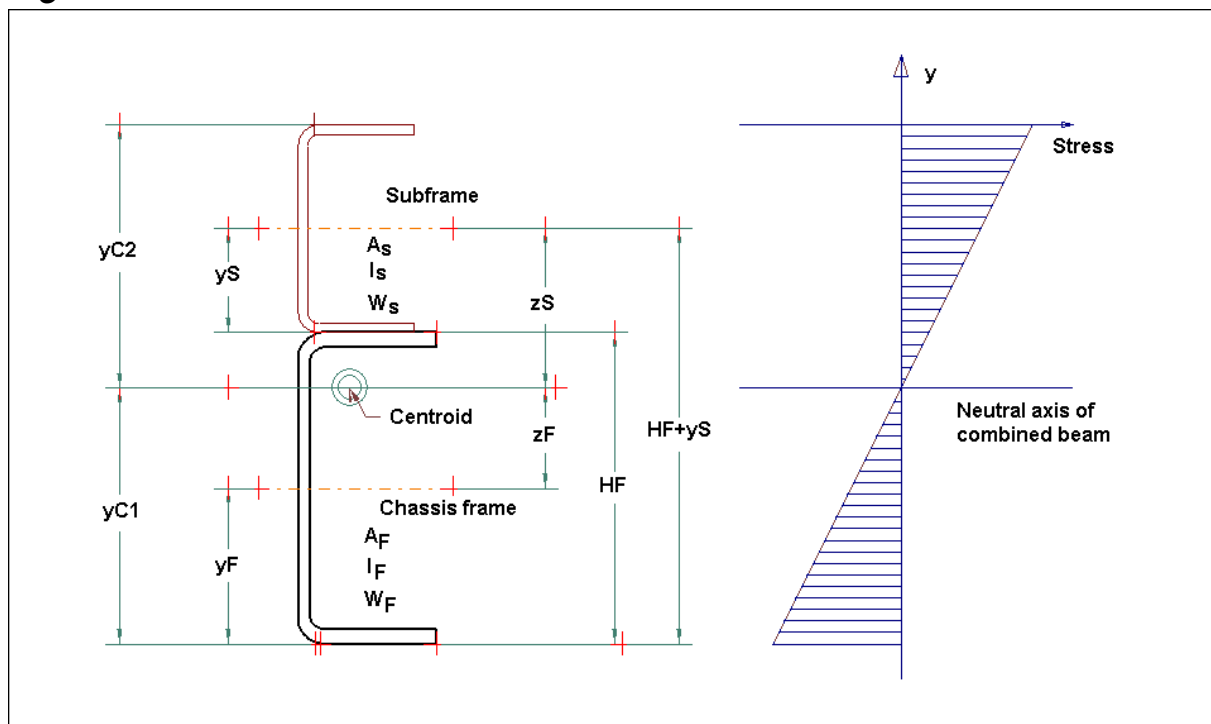 y
Stress
Subframe
yC2
yS
As
Is
Ws
zS
Centroid
zF
HF+yS
Neutral axis of
combined beam
HF
yC1
Chassis frame
yF
AF
IF
WF